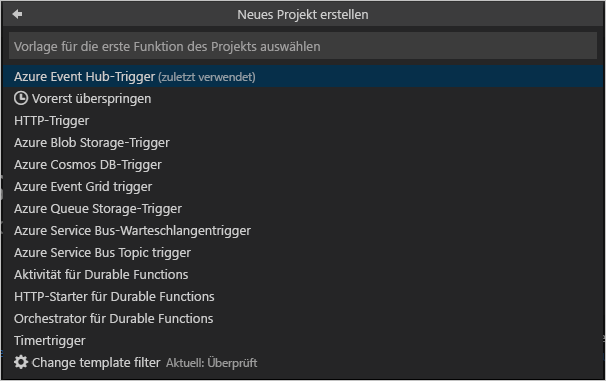 Neues Projekt erstellen
Vorlage für die erste Funktion des Projekts auswählen
Azure Event Hub-Trigger (zuletzt verwendet)
Vorerst überspringen
HTTP-Trigger
Azure Blob Storage-Trigger
Azure Cosmos DB-Trigger
Azure Event Grid trigger
Azure Queue Storage-Trigger
Azure Service Bus-Warteschlangentrigger
Azure Service Bus Topic trigger
Aktivität für Durable Functions
HTTP-Starter für Durable Functions
Orchestrator für Durable Functions
Timertrigger
Change template filter Aktuell: Überprüft